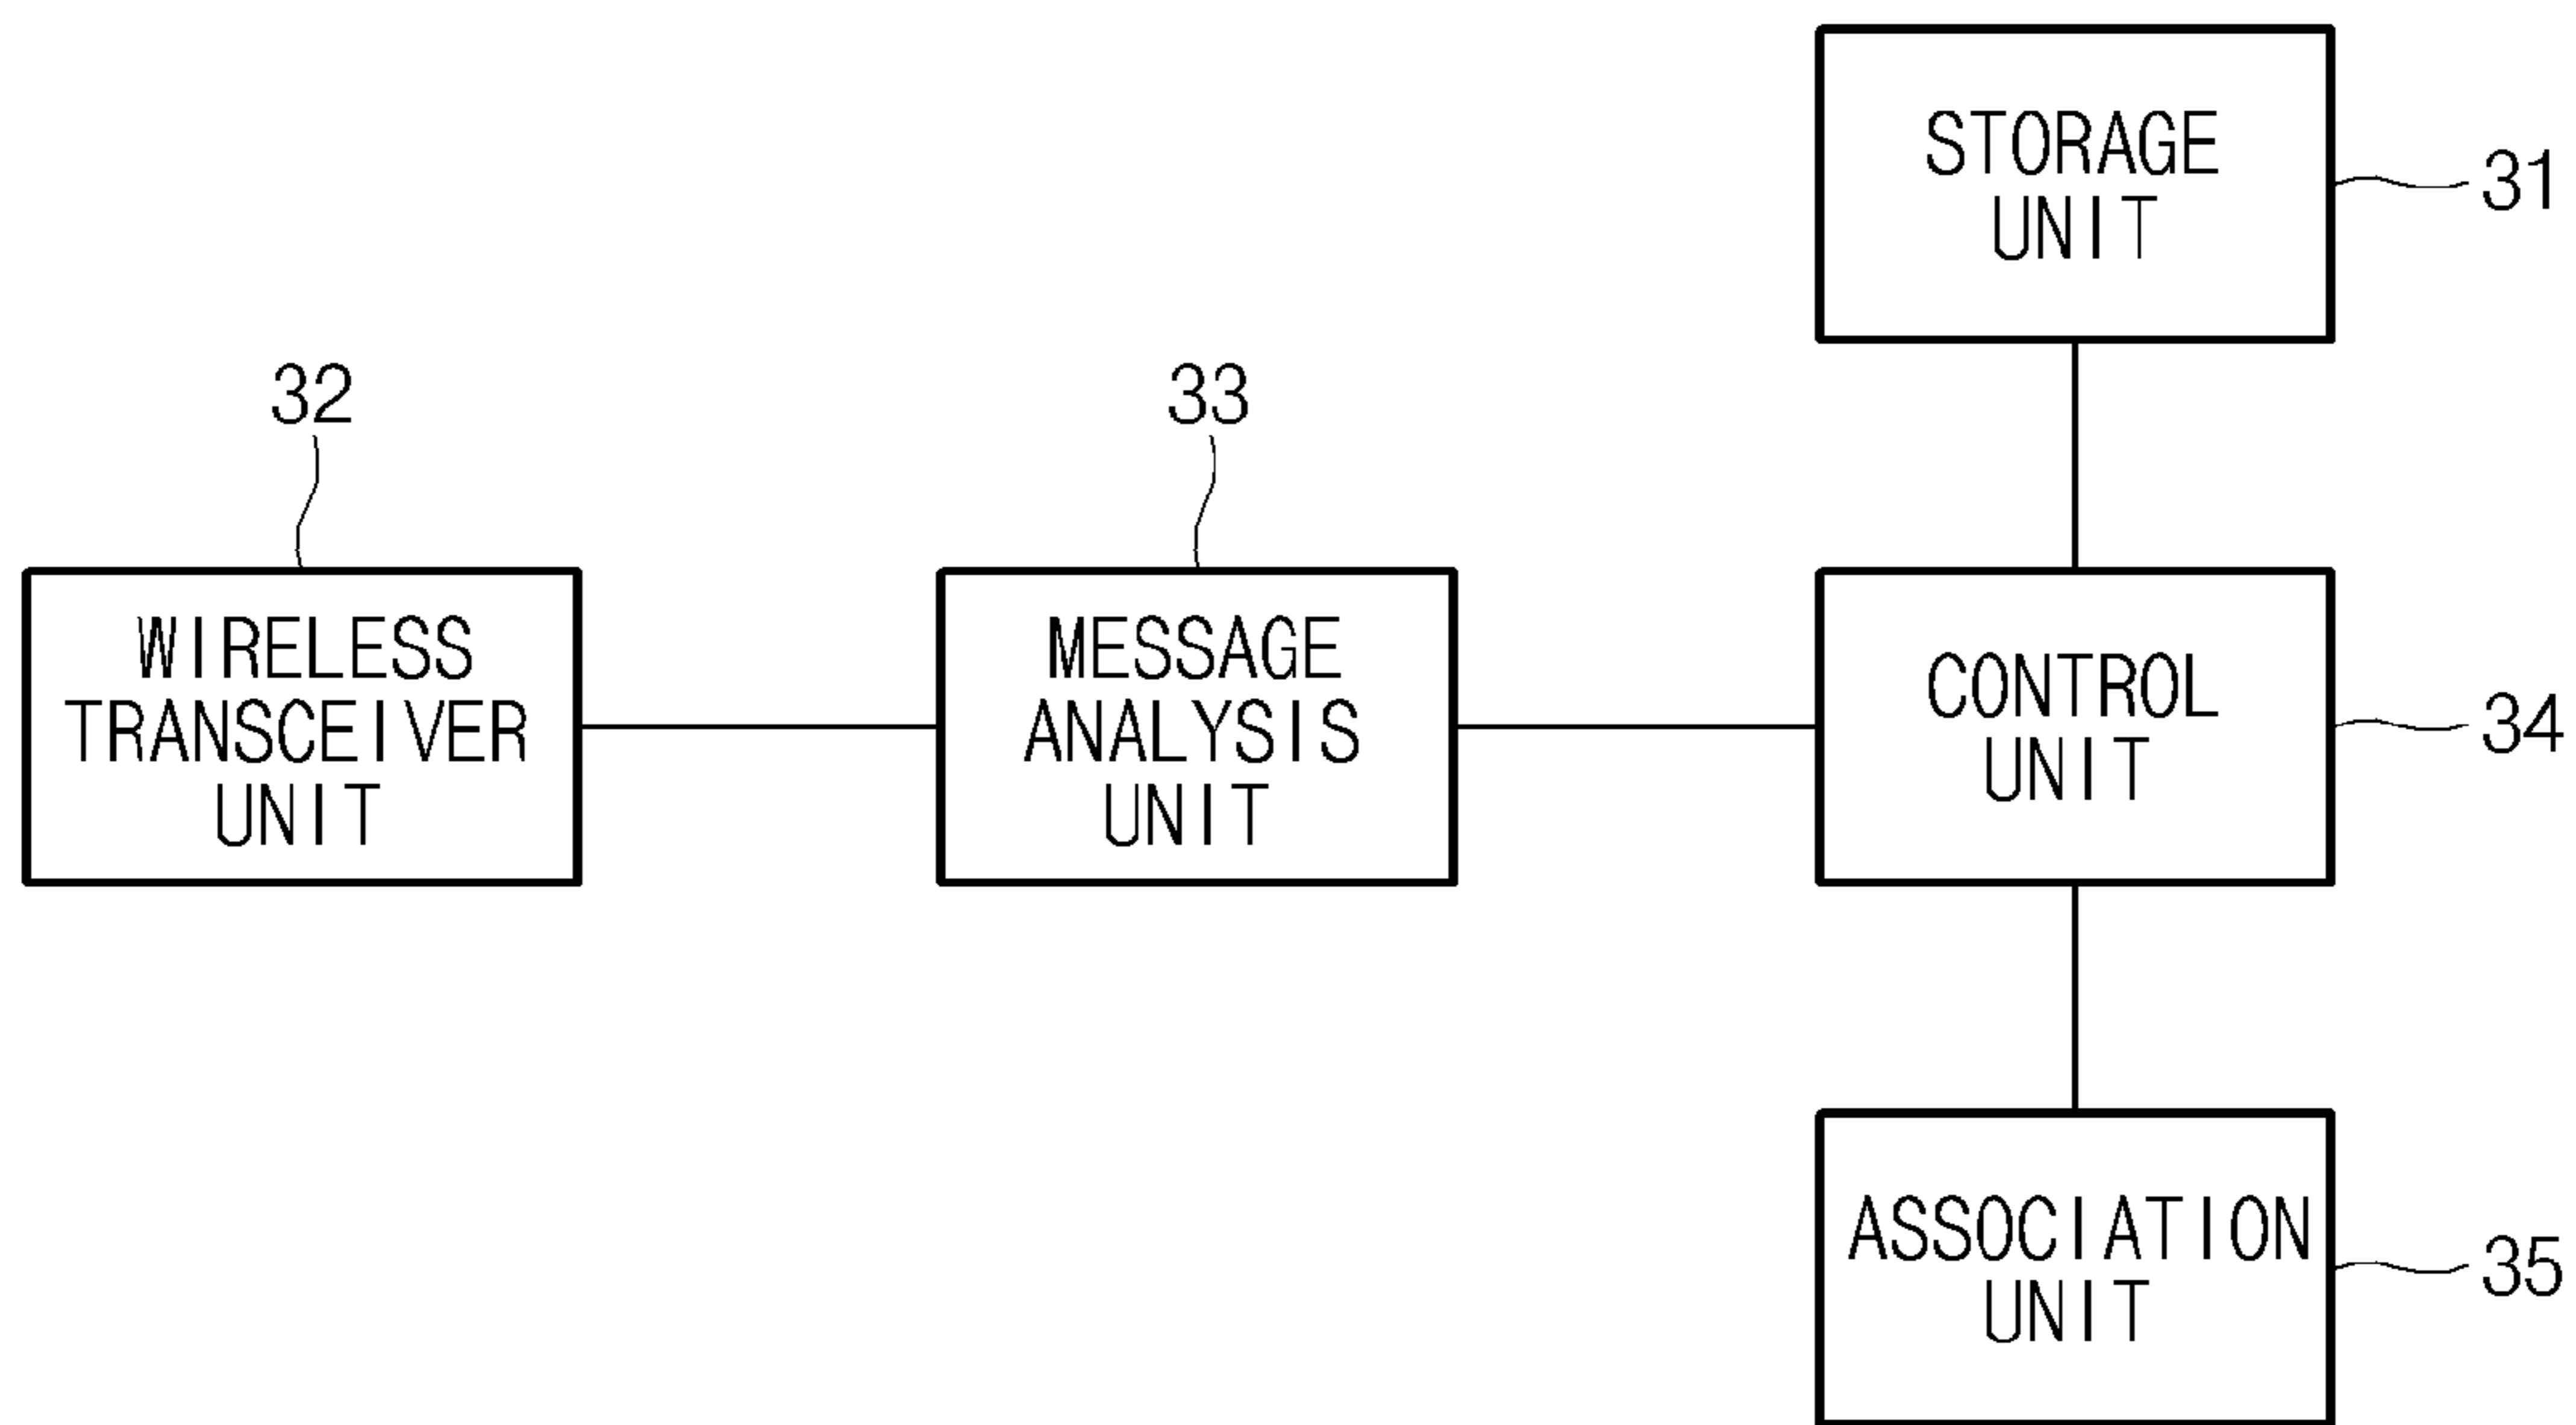 STORAGE
UNIT
31
32
33
WIRELESS
TRANSCEIVER
UNIT
MESSAGE
ANALYSIS
UNIT
CONTROL
UNIT
34
ASSOCIATION
UNIT
35